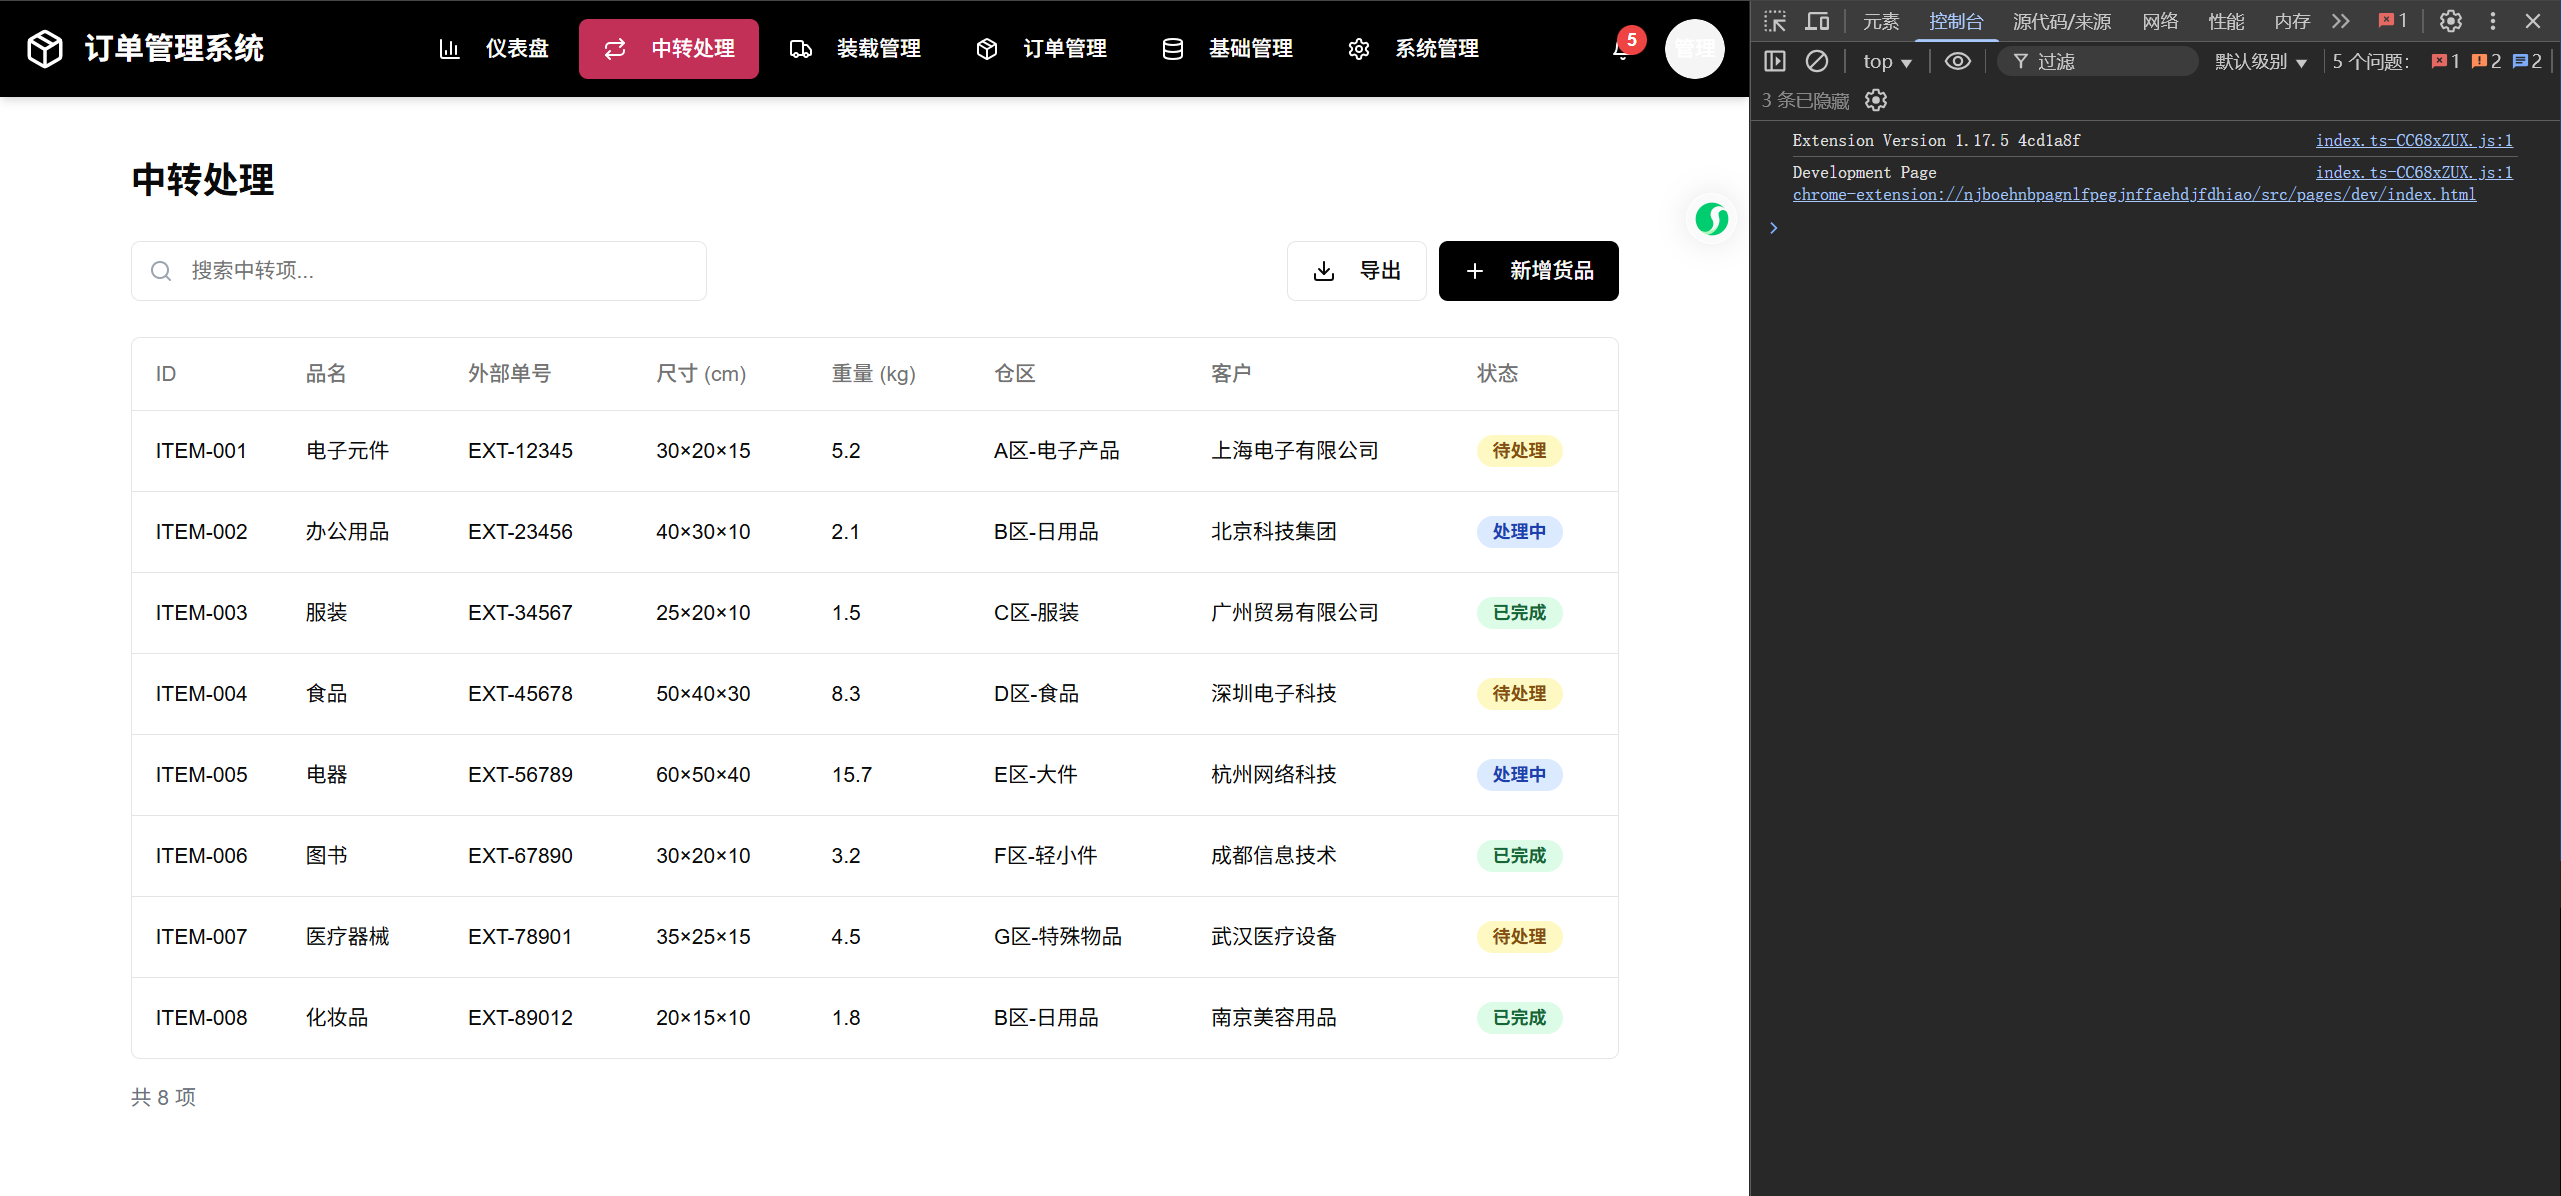 订单管理系统
仪表盘
中转处理
装载管理
订单管理
基础管理
系统管理
5
管理
中转处理
搜索中转项...
导出
新增货品
ID 品名 外部单号 尺寸 (cm) 重量 (kg) 仓区 客户 状态
ITEM-001 电子元件 EXT-12345 30×20×15 5.2 A区-电子产品 上海电子有限公司 待处理
ITEM-002 办公用品 EXT-23456 40×30×10 2.1 B区-日用品 北京科技集团 处理中
ITEM-003 服装 EXT-34567 25×20×10 1.5 C区-服装 广州贸易有限公司 已完成
ITEM-004 食品 EXT-45678 50×40×30 8.3 D区-食品 深圳电子科技 待处理
ITEM-005 电器 EXT-56789 60×50×40 15.7 E区-大件 杭州网络科技 处理中
ITEM-006 图书 EXT-67890 30×20×10 3.2 F区-轻小件 成都信息技术 已完成
ITEM-007 医疗器械 EXT-78901 35×25×15 4.5 G区-特殊物品 武汉医疗设备 待处理
ITEM-008 化妆品 EXT-89012 20×15×10 1.8 B区-日用品 南京美容用品 已完成
共 8 项
元素 控制台 源代码/来源 网络 性能 内存 1
top 过滤 默认级别 5 个问题: 1 2 2
3 条已隐藏
Extension Version 1.17.5 4cd1a8f index.ts-CC68xZUX.js:1
Development Page index.ts-CC68xZUX.js:1
chrome-extension://njboehnbpagnlfpegjnffaehdjfdhiao/src/pages/dev/index.html